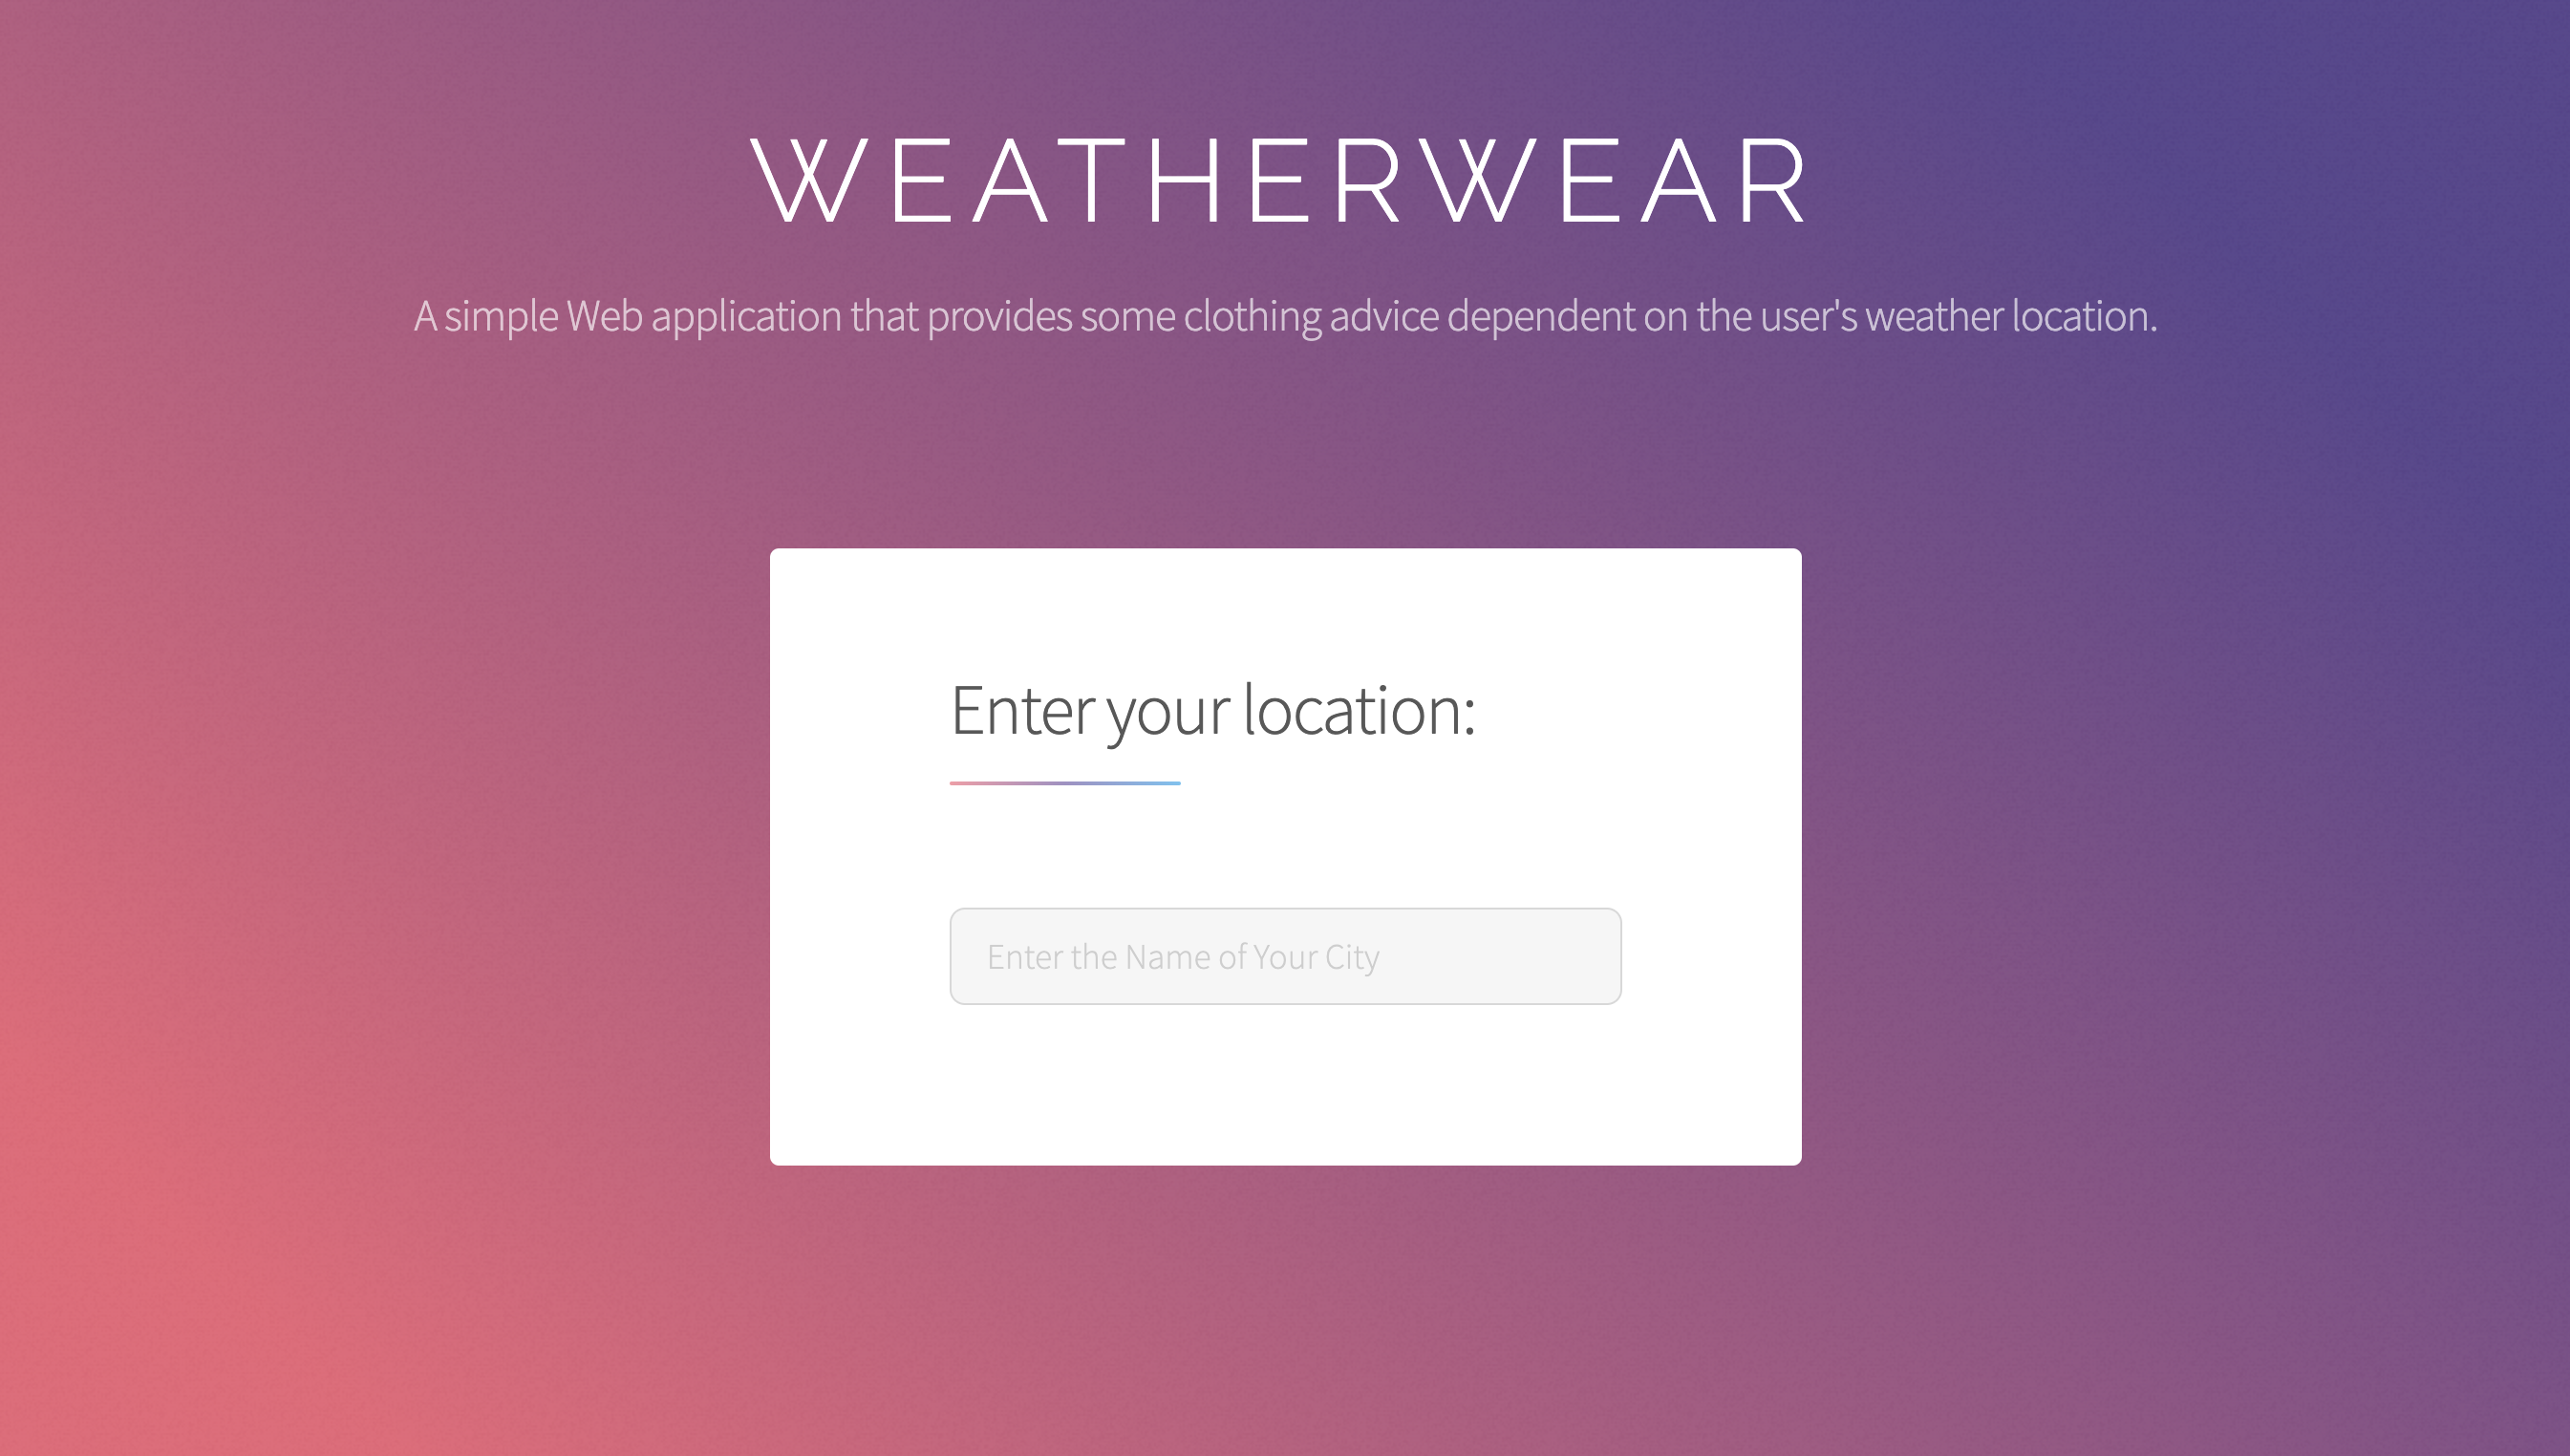 WEATHERWEAR
A simple Web application that provides some clothing advice dependent on the user's weather location.
Enter your location:
Enter the Name of Your City